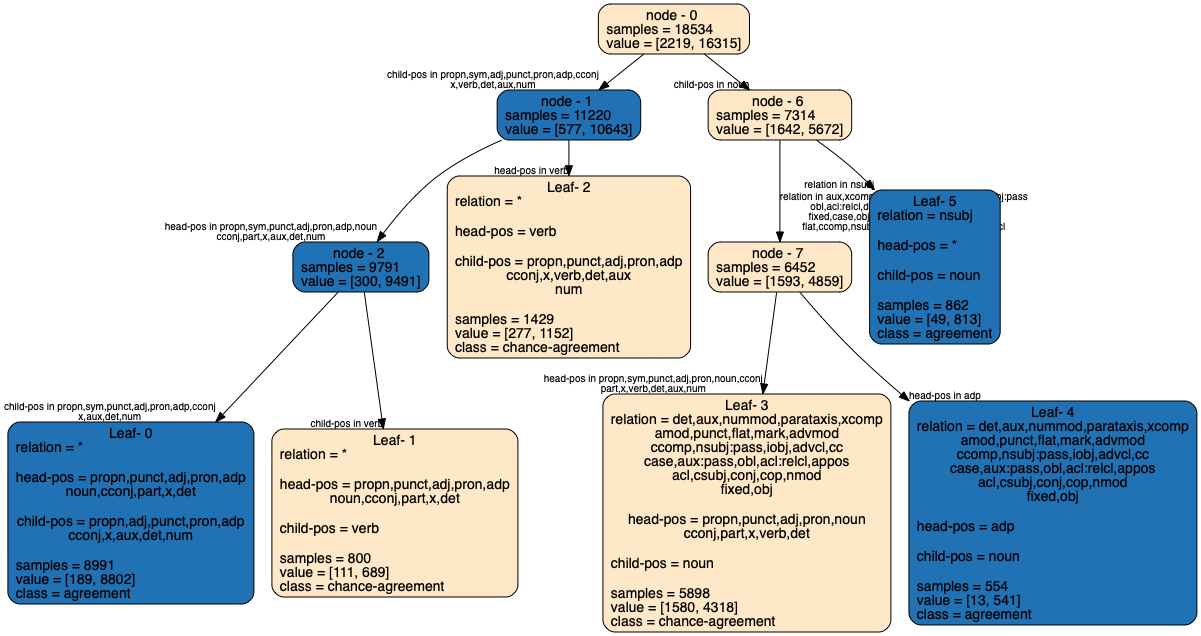 node - 0
samples = 18534
value = [2219, 16315]
child-pos in propn,sym,adj,punct,pron,adp,cconj
x,verb,det,aux,num
child-pos in noun
node - 1
samples = 11220
value = [577, 10643]
node - 6
samples = 7314
value = [1642, 5672]
head-pos in verb
Leaf- 2
relation = *
head-pos = verb
child-pos = propn,punct,adj,pron,adp
cconj,x,verb,det,aux
num
samples = 1429
value = [277, 1152]
class = chance-agreement
relation in nsubj
relation in aux,xcomp
obj:pass
obl,acl:relcl,d
fixed,case,obj
flat,ccomp,nsubj
cl
Leaf- 5
relation = nsubj
head-pos = *
child-pos = noun
samples = 862
value = [49, 813]
class = agreement
head-pos in propn,sym,punct,adj,pron,adp,noun
cconj,part,x,aux,det,num
node - 2
samples = 9791
value = [300, 9491]
node - 7
samples = 6452
value = [1593, 4859]
child-pos in propn,sym,punct,adj,pron,adp,cconj
x,aux,det,num
Leaf- 0
relation = *
head-pos = propn,punct,adj,pron,adp
noun,cconj,part,x,det
child-pos = propn,adj,punct,pron,adp
cconj,x,aux,det,num
samples = 8991
value = [189, 8802]
class = agreement
child-pos in verb
Leaf- 1
relation = *
head-pos = propn,punct,adj,pron,adp
noun,cconj,part,x,det
child-pos = verb
samples = 800
value = [111, 689]
class = chance-agreement
head-pos in propn,sym,punct,adj,pron,noun,cconj
part,x,verb,det,aux,num
Leaf- 3
relation = det,aux,nummod,parataxis,xcomp
amod,punct,flat,mark,advmod
ccomp,nsubj:pass,iobj,advcl,cc
case,aux:pass,obl,acl:relcl,appos
acl,csubj,conj,cop,nmod
fixed,obj
head-pos = propn,punct,adj,pron,noun
cconj,part,x,verb,det
child-pos = noun
samples = 5898
value = [1580, 4318]
class = chance-agreement
head-pos in adp
Leaf- 4
relation = det,aux,nummod,parataxis,xcomp
amod,punct,flat,mark,advmod
ccomp,nsubj:pass,iobj,advcl,cc
case,aux:pass,obl,acl:relcl,appos
acl,csubj,conj,cop,nmod
fixed,obj
head-pos = adp
child-pos = noun
samples = 554
value = [13, 541]
class = agreement